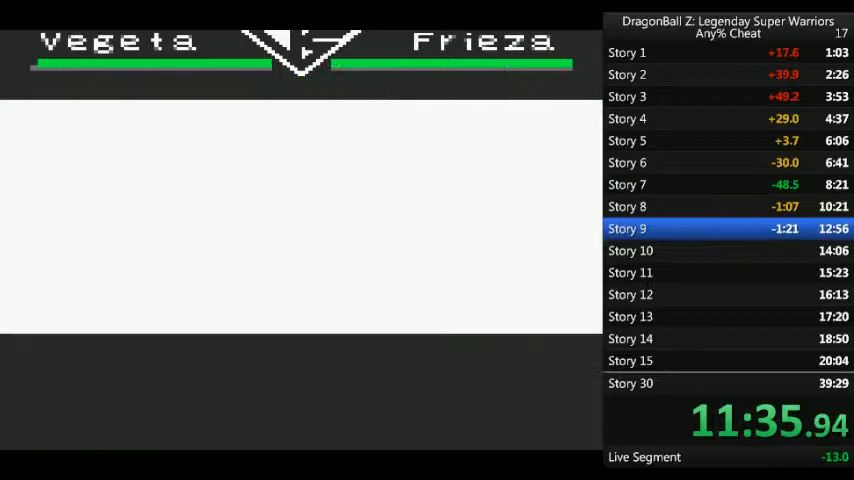 Vegeta Frieza
DragonBall Z: Legenday Super Warriors
Any% Cheat 17
Story 1 +17.6 1:03
Story 2 +39.9 2:26
Story 3 +49.2 3:53
Story 4 +29.0 4:37
Story 5 +3.7 6:06
Story 6 -30.0 6:41
Story 7 -48.5 8:21
Story 8 -1:07 10:21
Story 9 -1:21 12:56
Story 10 14:06
Story 11 15:23
Story 12 16:13
Story 13 17:20
Story 14 18:50
Story 15 20:04
Story 30 39:29
11:35.94
Live Segment -13.0